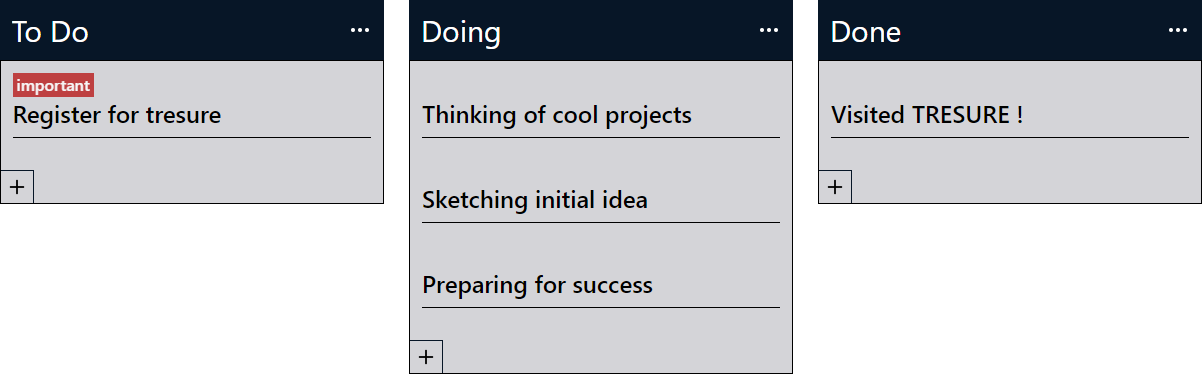 To Do
important
Register for tresure
Doing
Thinking of cool projects
Sketching initial idea
Preparing for success
Done
Visited TRESURE !